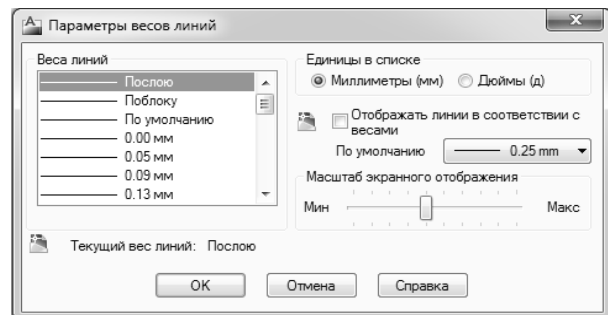 Параметры весов линий
Веса линий
Послою
Поблоку
По умолчанию
0.00 мм
0.05 мм
0.09 мм
0.13 мм
Единицы в списке
Миллиметры (мм)
Дюймы (д)
Отображать линии в соответствии с
весами
По умолчанию
0.25 mm
Масштаб экранного отображения
Мин
Макс
Текущий вес линий: Послою
OK
Отмена
Справка